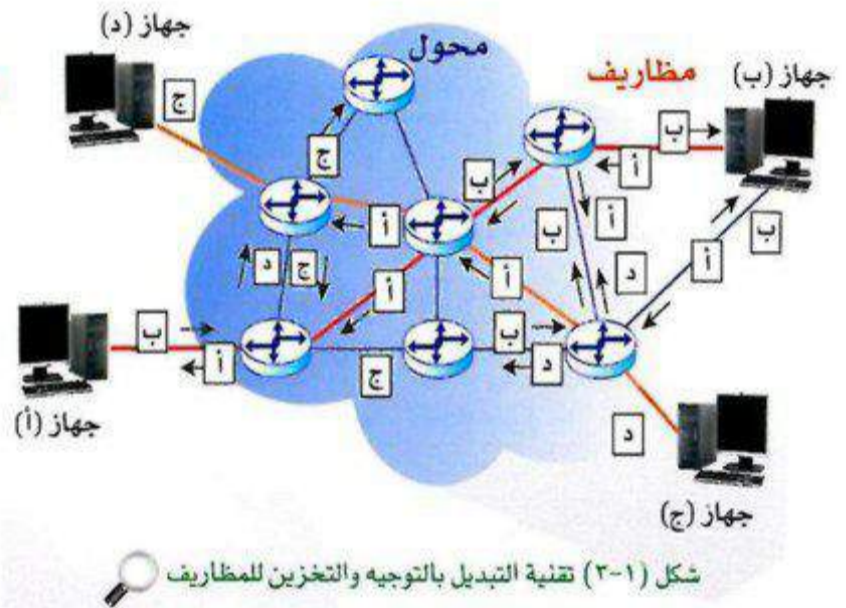 جهاز (د)
محول
مظاريف
جهاز (ب)
ج
ج
ب
أ
ب
أ
ب
أ
د
أ
ب
د
ج
أ
أ
ب
أ
ج
ب
د
د
جهاز (أ)
جهاز (ج)
شكل (١-٣) تقنية التبديل بالتوجيه والتخزين للمظاريف